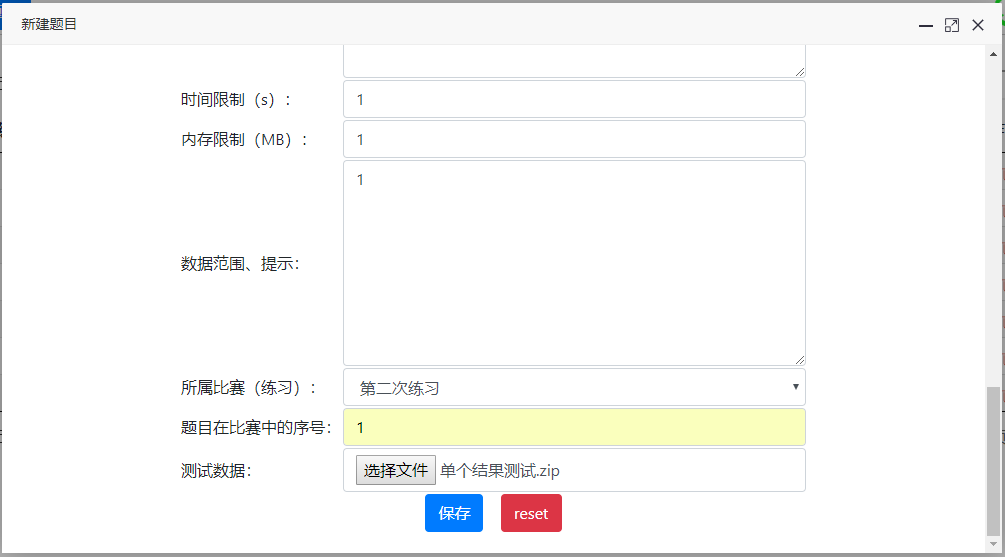 新建题目
时间限制（s）: 1
内存限制（MB）: 1
数据范围、提示: 1
所属比赛（练习）: 第二次练习
题目在比赛中的序号: 1
测试数据: 选择文件 单个结果测试.zip
保存 reset